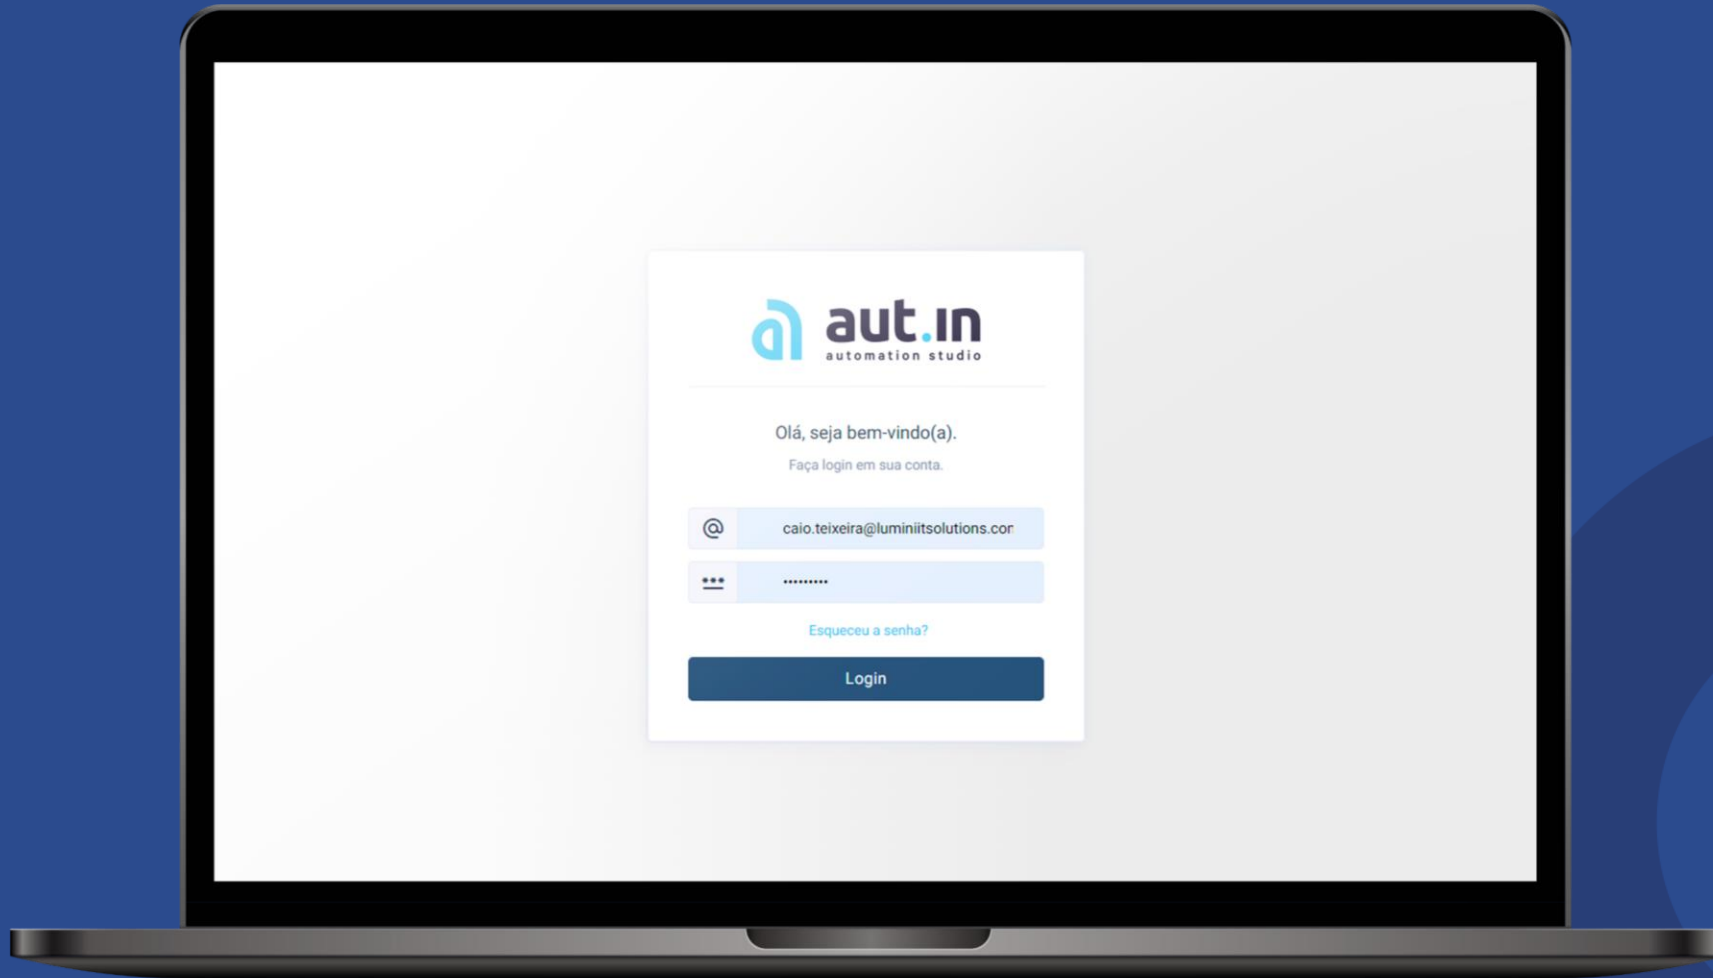 aut.in
automation studio
Olá, seja bem-vindo(a).
Faça login em sua conta.
@ caio.teixeira@luminiitsolutions.con
•••••••••
Esqueceu a senha?
Login